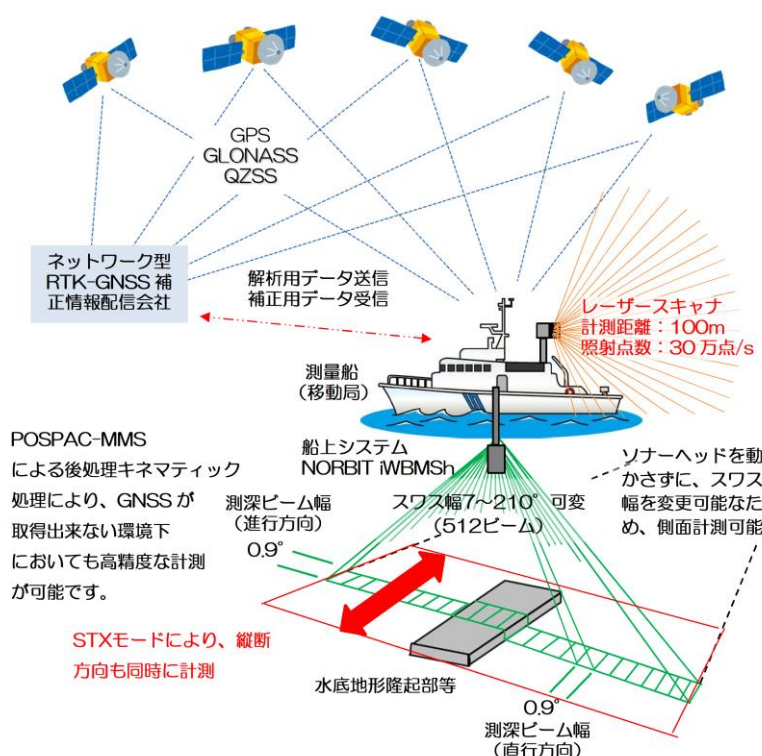 GPS
GLONASS
QZSS
ネットワーク型
RTK-GNSS 補
正情報配信会社
解析用データ送信
補正用データ受信
レーザースキャナ
計測距離：100m
照射点数：30 万点/s
測量船
（移動局）
POSPAC-MMS
による後処理キネマティック
処理により、GNSS が
取得出来ない環境下
においても高精度な計測
が可能です。
船上システム
NORBIT iWBMSh
ソナーヘッドを動
かさずに、スワス
幅を変更可能なた
め、側面計測可能
測深ビーム幅
（進行方向）
0.9°
スワス幅7～210°可変
（512ビーム）
STXモードにより、縦断
方向も同時に計測
水底地形隆起部等
0.9°
測深ビーム幅
（直行方向）